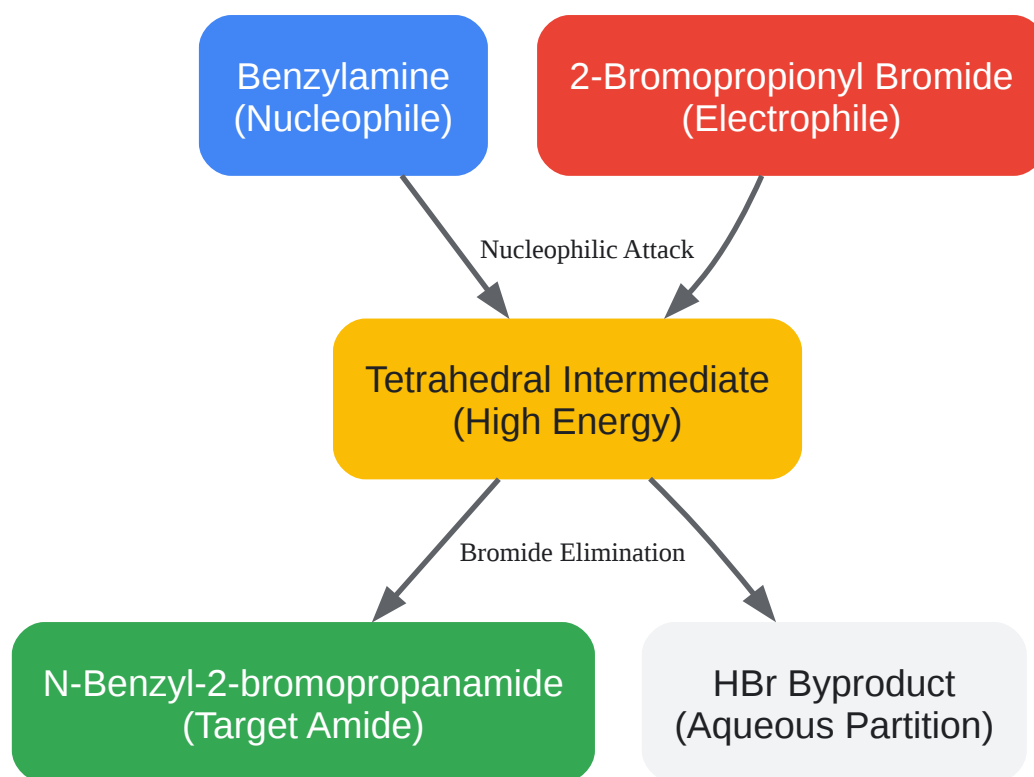 Benzylamine
(Nucleophile)
2-Bromopropionyl Bromide
(Electrophile)
Nucleophilic Attack
Tetrahedral Intermediate
(High Energy)
Bromide Elimination
N-Benzyl-2-bromopropanamide
(Target Amide)
HBr Byproduct
(Aqueous Partition)